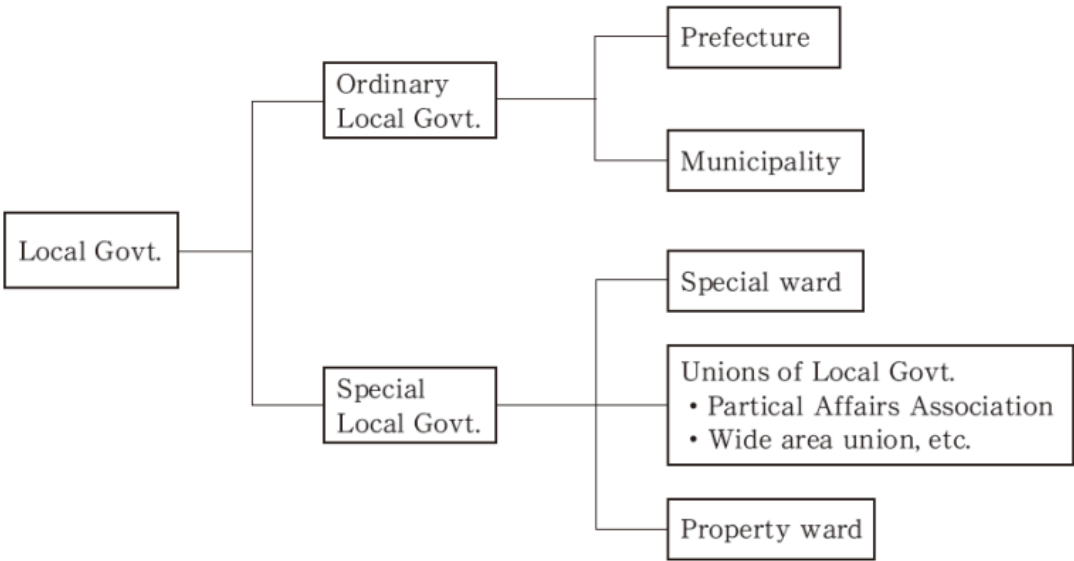 Local Govt.
Ordinary
Local Govt.
Prefecture
Municipality
Special
Local Govt.
Special ward
Unions of Local Govt.
・Partical Affairs Association
・Wide area union, etc.
Property ward